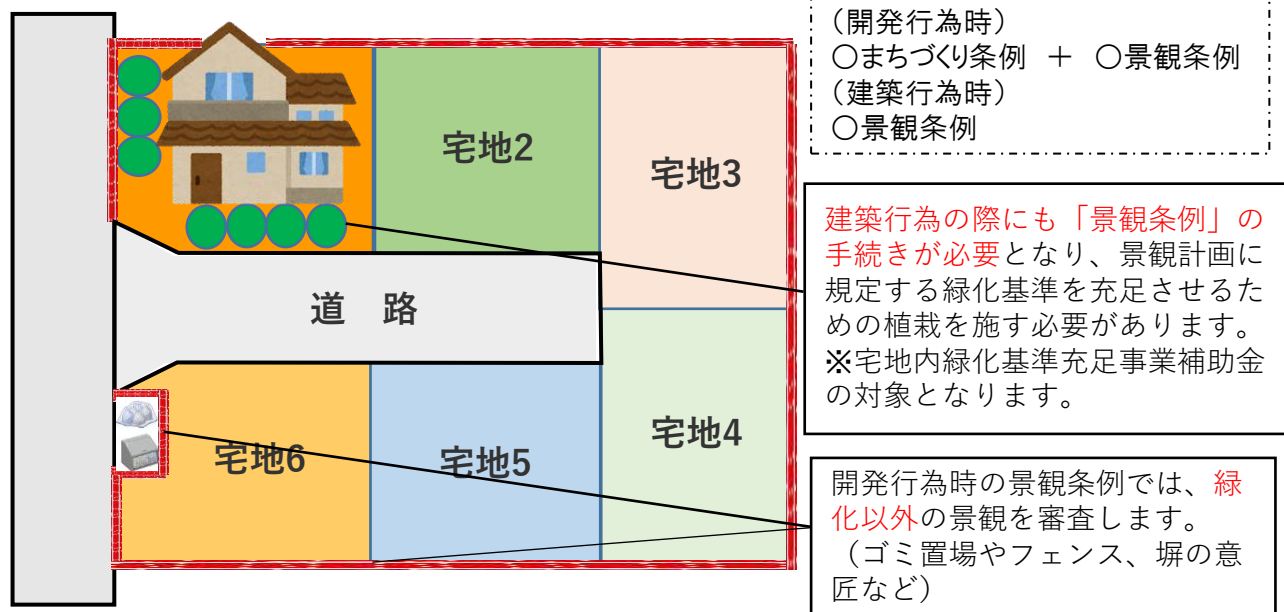 (開発行為時)
○まちづくり条例 + ○景観条例
(建築行為時)
○景観条例
宅地2
宅地3
建築行為の際にも「景観条例」の
手続きが必要となり、景観計画に
規定する緑化基準を充足させるた
めの植栽を施す必要があります。
※宅地内緑化基準充足事業補助金
の対象となります。
道 路
宅地4
宅地5
宅地6
開発行為時の景観条例では、緑
化以外の景観を審査します。
(ゴミ置場やフェンス、塀の意
匠など)